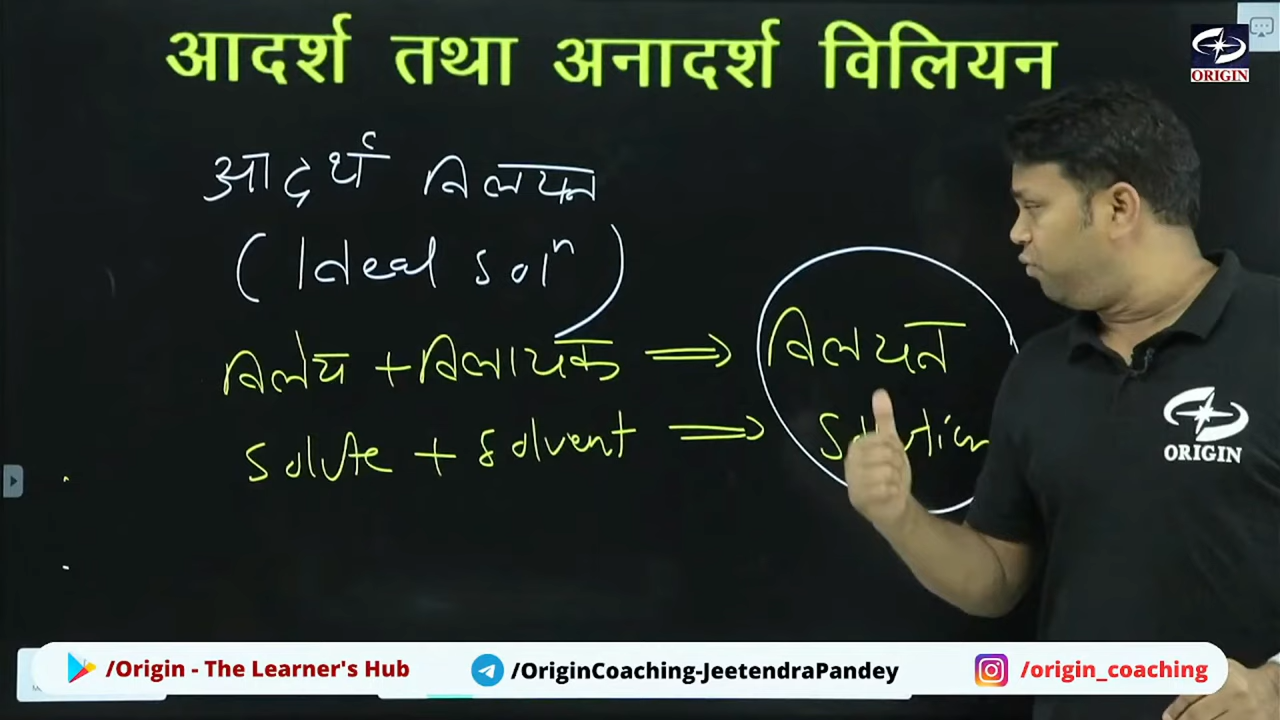 आदर्श तथा अनादर्श विलियन
ORIGIN
आदर्श विलयन
(Ideal solⁿ)
विलेय + विलायक ⇒ विलयन
solute + solvent ⇒ solution
ORIGIN
/Origin - The Learner's Hub
/OriginCoaching-JeetendraPandey
/origin_coaching